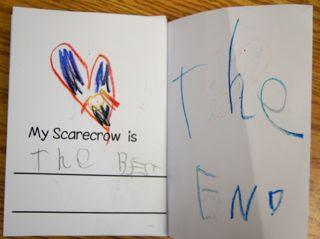 My Scarecrow is
The BEST
The
END